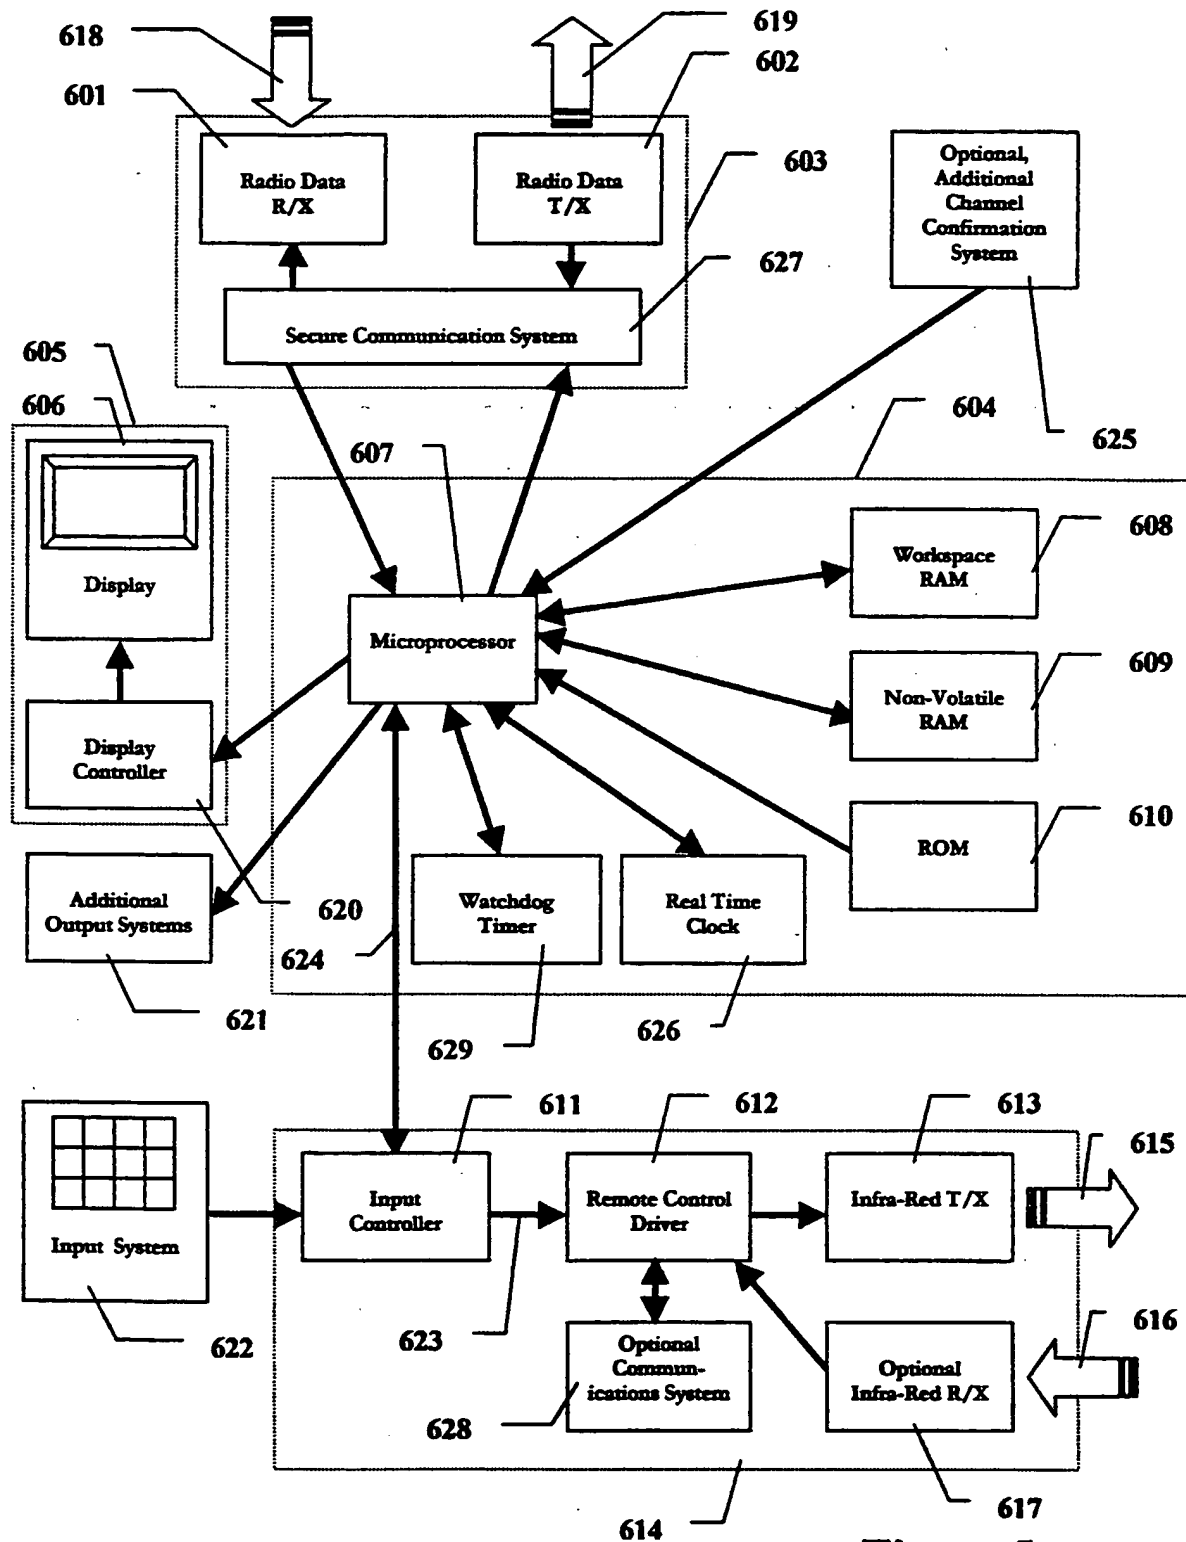 618
619
601
602
603
Radio Data
R/X
Radio Data
T/X
Optional,
Additional
Channel
Confirmation
System
627
Secure Communication System
605
606
604
625
607
Display
Workspace
RAM
608
Microprocessor
Non-Volatile
RAM
609
Display
Controller
ROM
610
Additional
Output Systems
620
624
Watchdog
Timer
Real Time
Clock
621
629
626
611
612
613
615
Input System
Input
Controller
Remote Control
Driver
Infra-Red T/X
622
623
616
Optional
Commun-
ications System
Optional
Infra-Red R/X
628
617
614